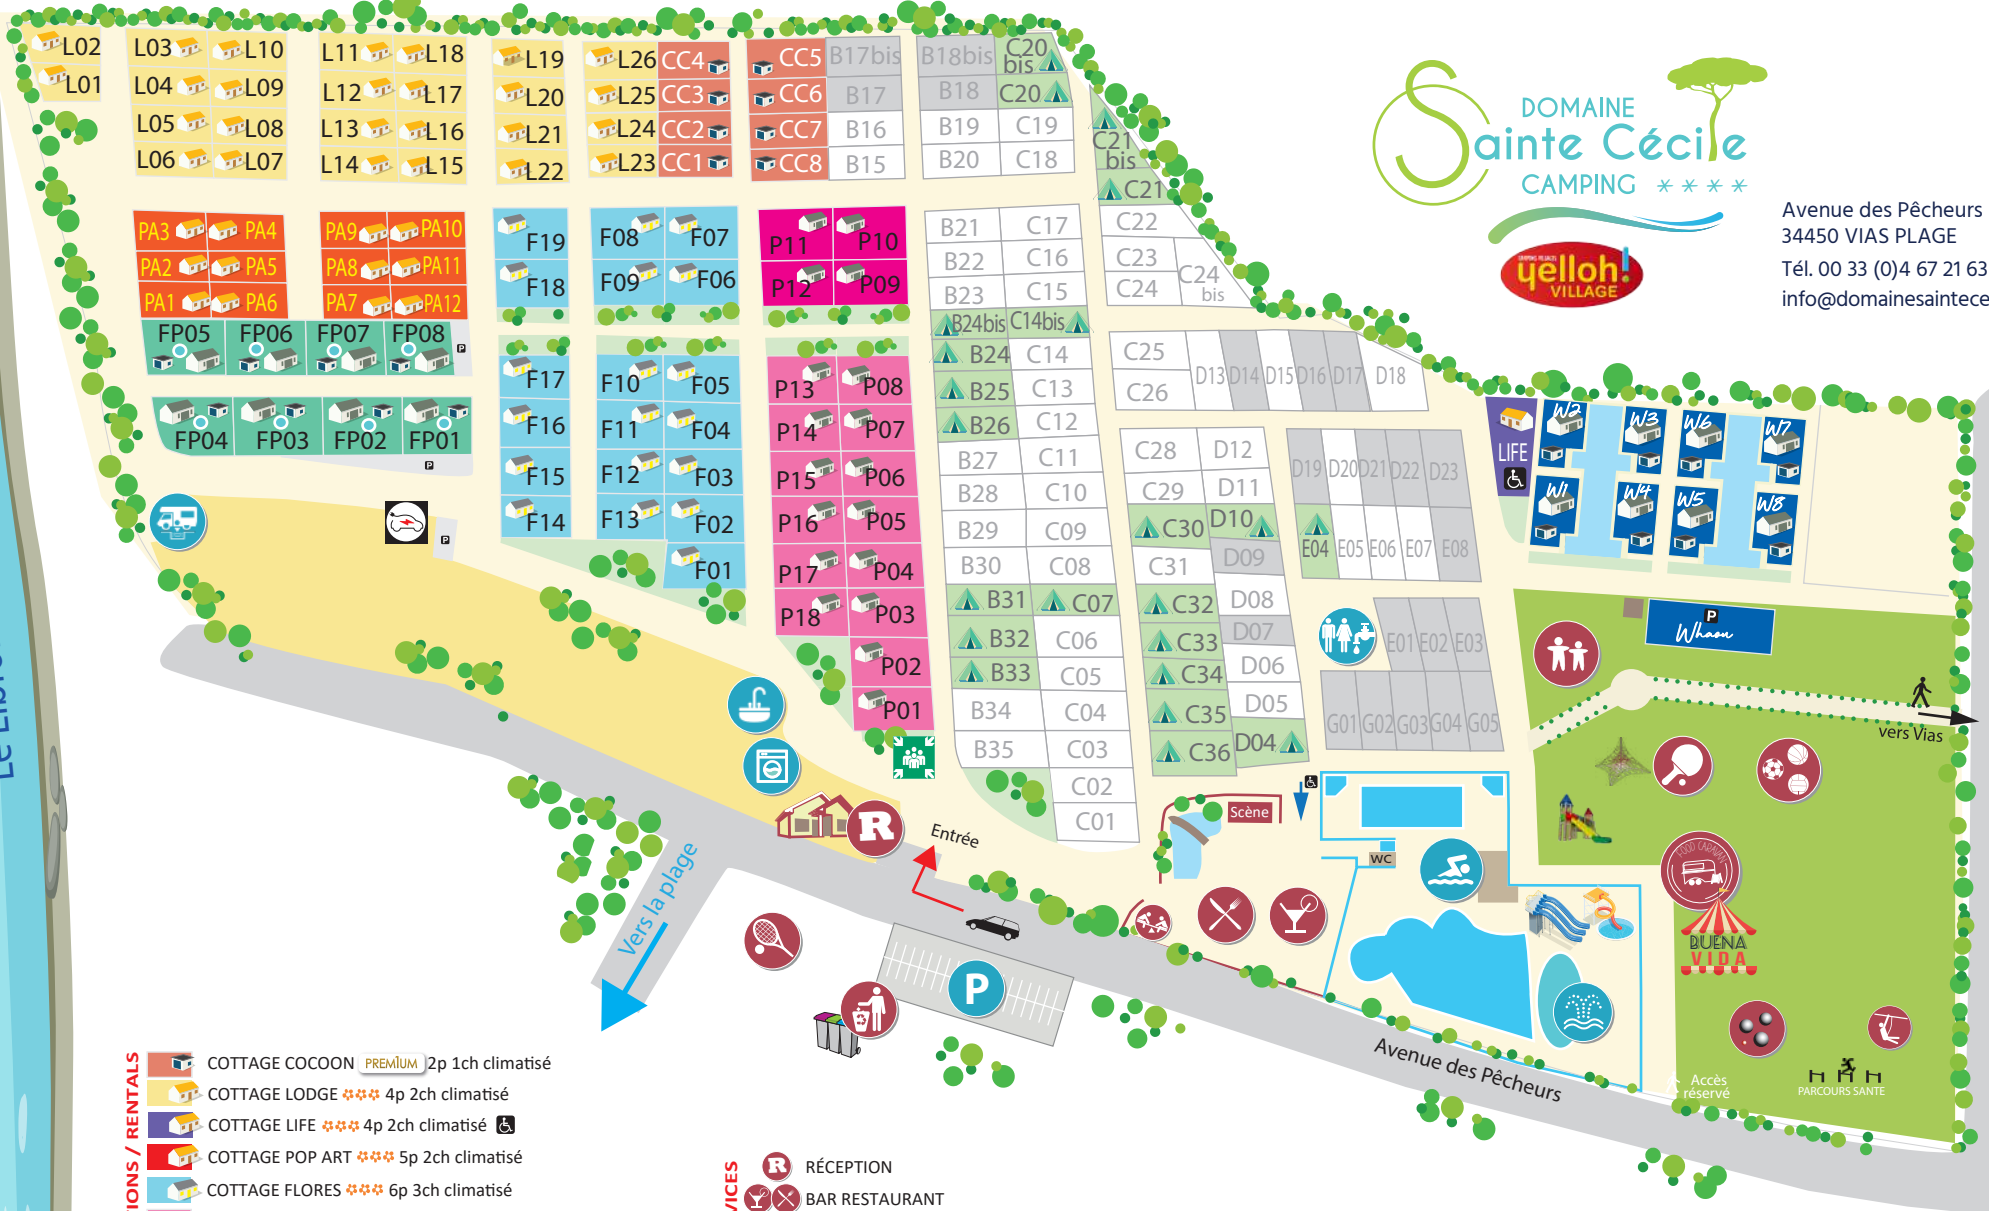 L02
L01
L03
L10
L04
L09
L05
L08
L06
L07
L11
L18
L12
L17
L13
L16
L14
L15
L19
L20
L21
L22
L26
L25
L24
L23
CC4
CC3
CC2
CC1
CC5
CC6
CC7
CC8
B17bis
B17
B16
B15
B18bis
B18
B19
B20
C20
bis
C20
C19
C18
C21
bis
C21
DOMAINE
Sainte Cécile
CAMPING ****
CAMPING VILLAGES
yelloh!
VILLAGE
Avenue des Pêcheurs
34450 VIAS PLAGE
Tél. 00 33 (0)4 67 21 63
info@domainesaintece
PA3
PA4
PA2
PA5
PA1
PA6
PA9
PA10
PA8
PA11
PA7
PA12
FP05
FP06
FP07
FP08
P
FP04
FP03
FP02
FP01
P
P
F19
F18
F08
F07
F09
F06
P11
P10
P12
P09
F17
F16
F15
F14
F10
F05
F11
F04
F12
F03
F13
F02
F01
P13
P08
P14
P07
P15
P06
P16
P05
P17
P04
P18
P03
P02
P01
B21
C17
B22
C16
B23
C15
B24bis
C14bis
B24
C14
B25
C13
B26
C12
B27
C11
B28
C10
B29
C09
B30
C08
B31
C07
B32
C06
B33
C05
B34
C04
B35
C03
C02
C01
C22
C23
C24
C24
bis
C25
C26
D13
D14
D15
D16
D17
D18
C28
D12
C29
D11
C30
D10
C31
D09
C32
D08
C33
D07
C34
D06
C35
D05
C36
D04
D19
D20
D21
D22
D23
E04
E05
E06
E07
E08
E01
E02
E03
G01
G02
G03
G04
G05
LIFE
W2
W3
W6
W7
W1
W4
W5
W8
P
Whaou
vers Vias
Scène
WC
R
Entrée
Vers la plage
P
Avenue des Pêcheurs
FOOD CARAVAN
BUENA
VIDA
Accès
réservé
PARCOURS SANTE
COTTAGE COCOON PREMIUM 2p 1ch climatisé
COTTAGE LODGE 4p 2ch climatisé
COTTAGE LIFE 4p 2ch climatisé
COTTAGE POP ART 5p 2ch climatisé
COTTAGE FLORES 6p 3ch climatisé
IONS / RENTALS
VICES
R RÉCEPTION
BAR RESTAURANT